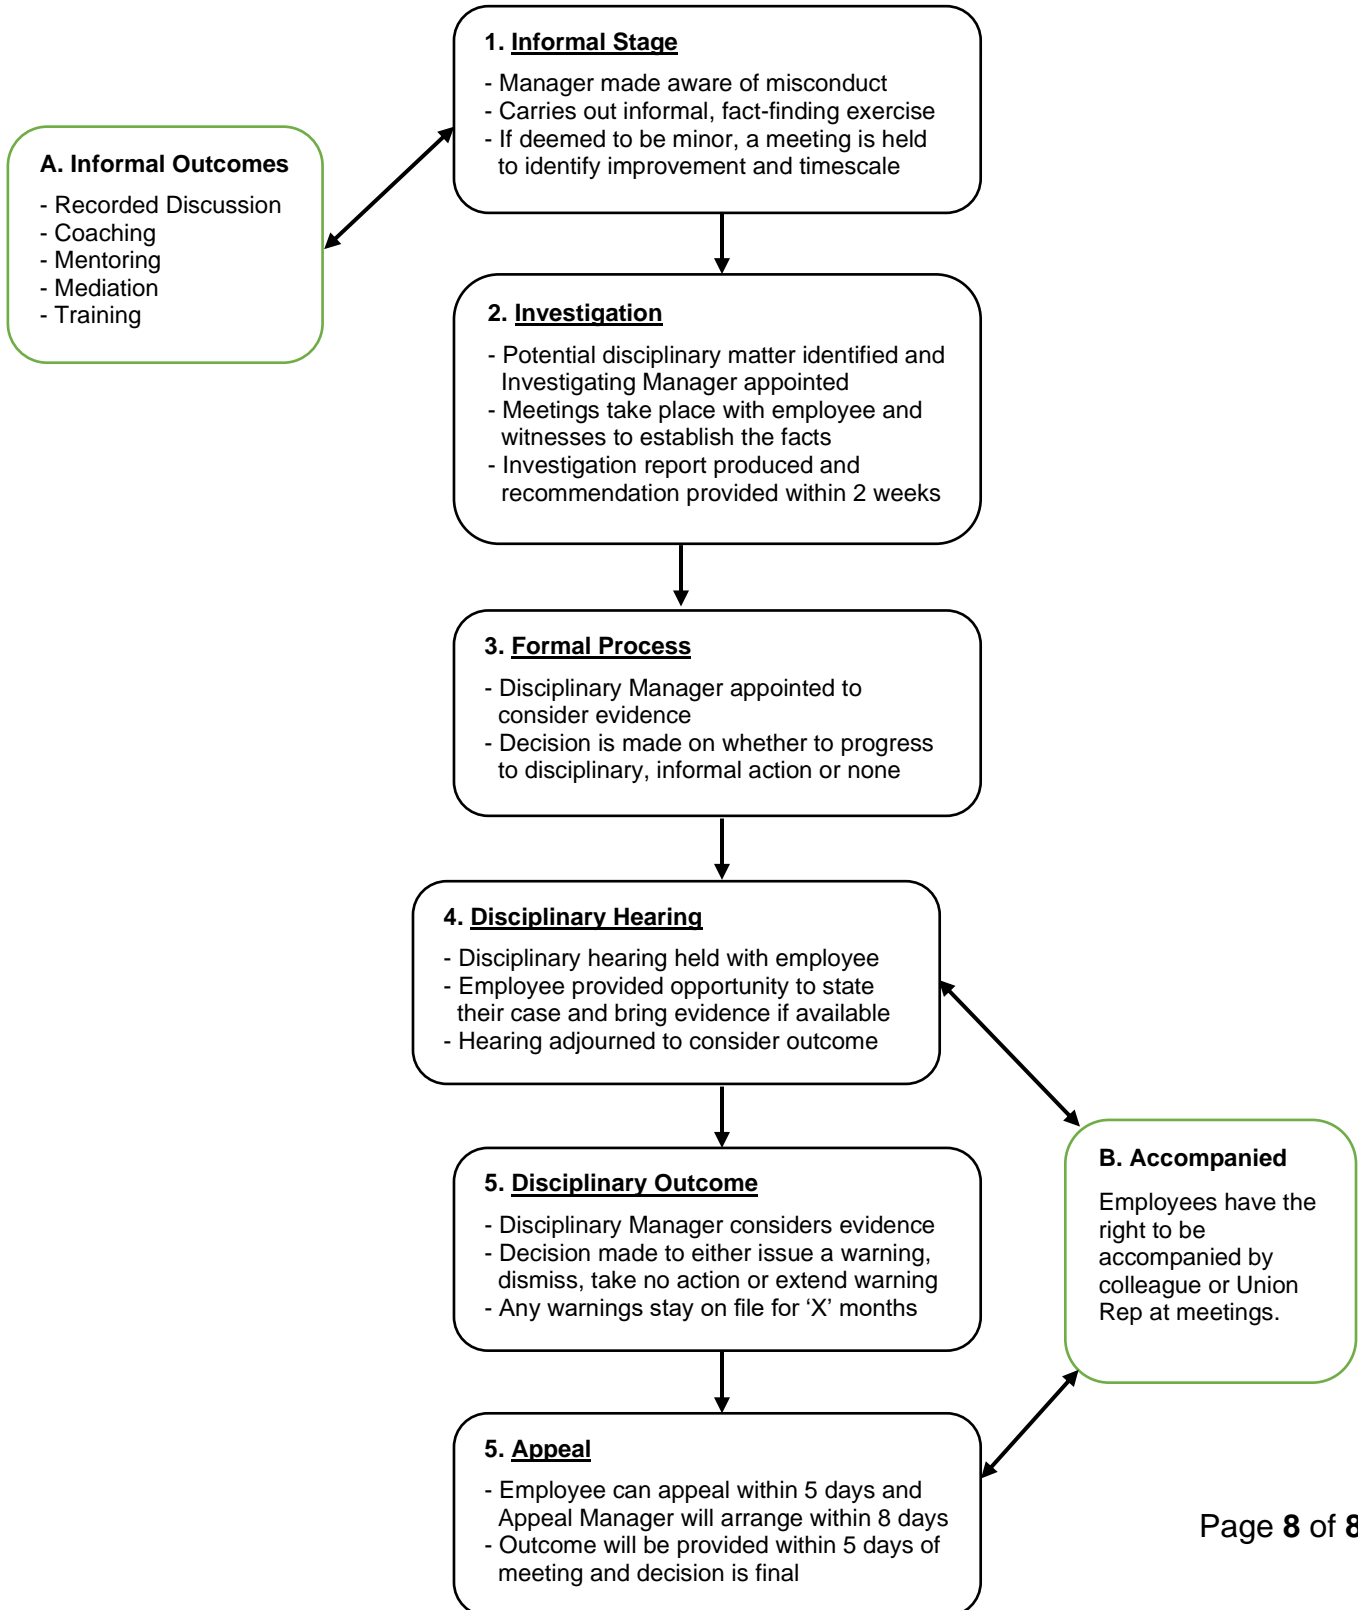 1. Informal Stage
- Manager made aware of misconduct
- Carries out informal, fact-finding exercise
- If deemed to be minor, a meeting is held
to identify improvement and timescale
A. Informal Outcomes
- Recorded Discussion
- Coaching
- Mentoring
- Mediation
- Training
2. Investigation
- Potential disciplinary matter identified and
Investigating Manager appointed
- Meetings take place with employee and
witnesses to establish the facts
- Investigation report produced and
recommendation provided within 2 weeks
3. Formal Process
- Disciplinary Manager appointed to
consider evidence
- Decision is made on whether to progress
to disciplinary, informal action or none
4. Disciplinary Hearing
- Disciplinary hearing held with employee
- Employee provided opportunity to state
their case and bring evidence if available
- Hearing adjourned to consider outcome
5. Disciplinary Outcome
- Disciplinary Manager considers evidence
- Decision made to either issue a warning,
dismiss, take no action or extend warning
- Any warnings stay on file for ‘X’ months
B. Accompanied
Employees have the
right to be
accompanied by
colleague or Union
Rep at meetings.
5. Appeal
- Employee can appeal within 5 days and
Appeal Manager will arrange within 8 days
- Outcome will be provided within 5 days of
meeting and decision is final
Page 8 of 8